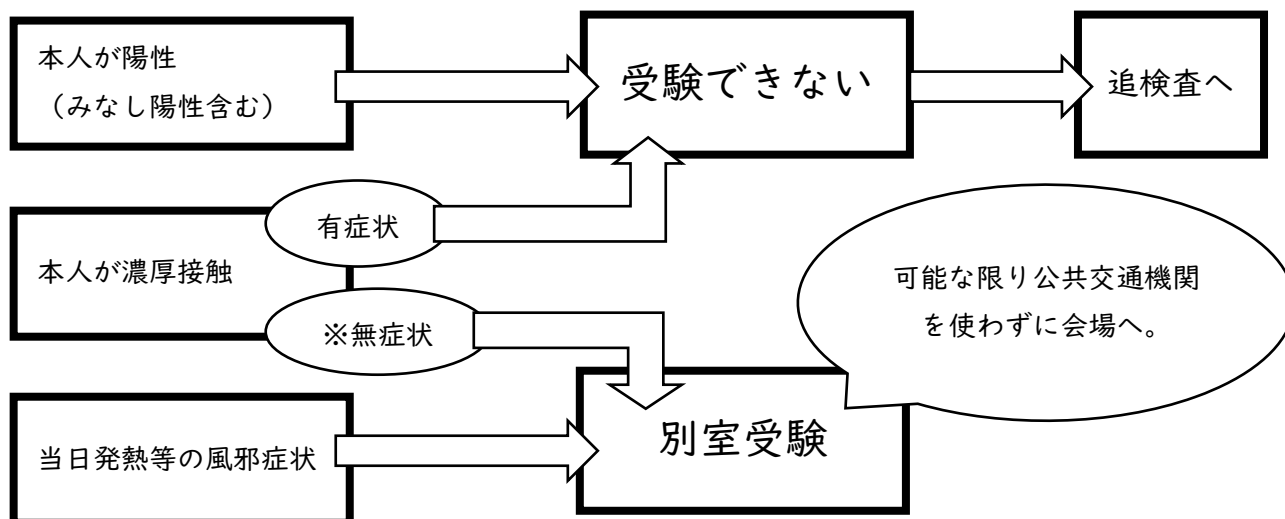 本人が陽性
（みなし陽性含む）
受験できない
追検査へ
有症状
本人が濃厚接触
※無症状
可能な限り公共交通機関
を使わずに会場へ。
当日発熱等の風邪症状
別室受験